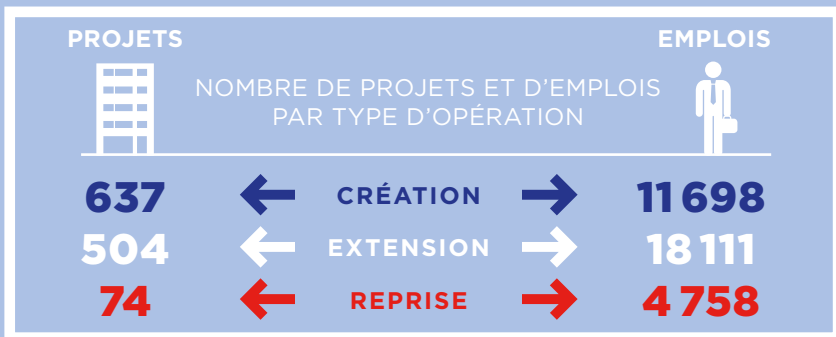 PROJETS EMPLOIS
NOMBRE DE PROJETS ET D'EMPLOIS
PAR TYPE D'OPÉRATION
637 CRÉATION 11 698
504 EXTENSION 18 111
74 REPRISE 4 758